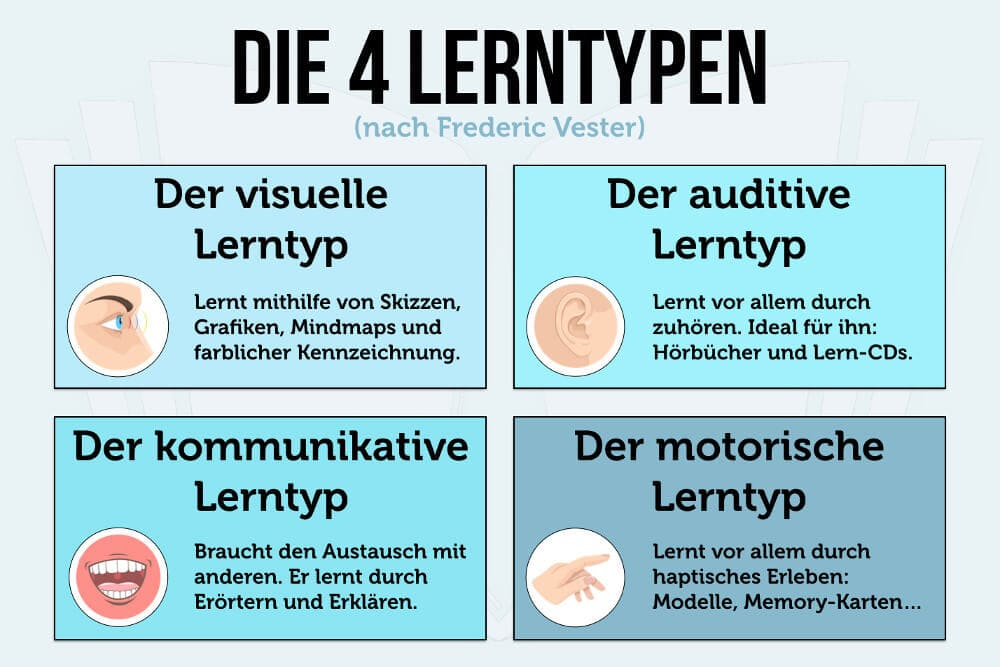 DIE 4 LERNTYPEN
(nach Frederic Vester)
Der visuelle
Lerntyp
Lernt mithilfe von Skizzen,
Grafiken, Mindmaps und
farblicher Kennzeichnung.
Der auditive
Lerntyp
Lernt vor allem durch
zuhören. Ideal für ihn:
Hörbücher und Lern-CDs.
Der kommunikative
Lerntyp
Braucht den Austausch mit
anderen. Er lernt durch
Erörtern und Erklären.
Der motorische
Lerntyp
Lernt vor allem durch
haptisches Erleben:
Modelle, Memory-Karten...